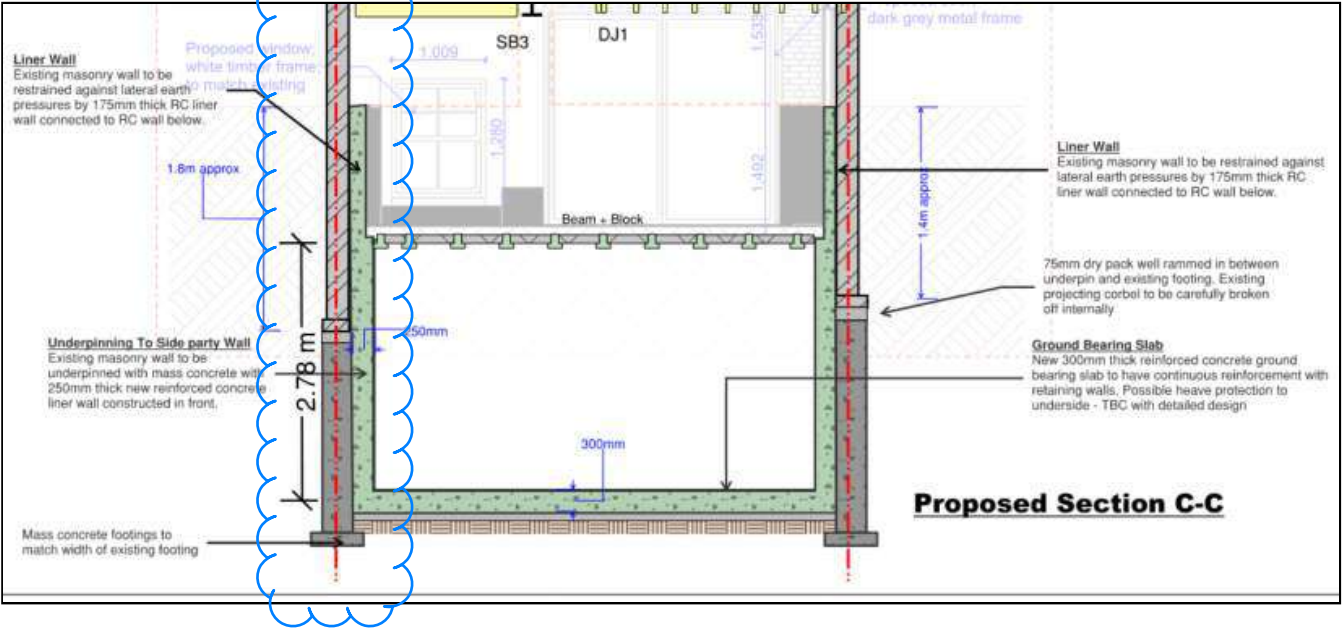 dark grey metal frame
SB3
DJ1
1,009
1,533
Proposed window;
white timber frame,
to match existing
Liner Wall
Existing masonry wall to be
restrained against lateral earth
pressures by 175mm thick RC liner
wall connected to RC wall below.
1,280
1,492
1.8m approx
1.4m approx
Liner Wall
Existing masonry wall to be restrained against
lateral earth pressures by 175mm thick RC
liner wall connected to RC wall below.
Beam + Block
75mm dry pack well rammed in between
underpin and existing footing. Existing
projecting corbel to be carefully broken
off internally
250mm
2.78 m
Underpinning To Side party Wall
Existing masonry wall to be
underpinned with mass concrete with
250mm thick new reinforced concrete
liner wall constructed in front.
Ground Bearing Slab
New 300mm thick reinforced concrete ground
bearing slab to have continuous reinforcement with
retaining walls. Possible heave protection to
underside - TBC with detailed design
300mm
Proposed Section C-C
Mass concrete footings to
match width of existing footing